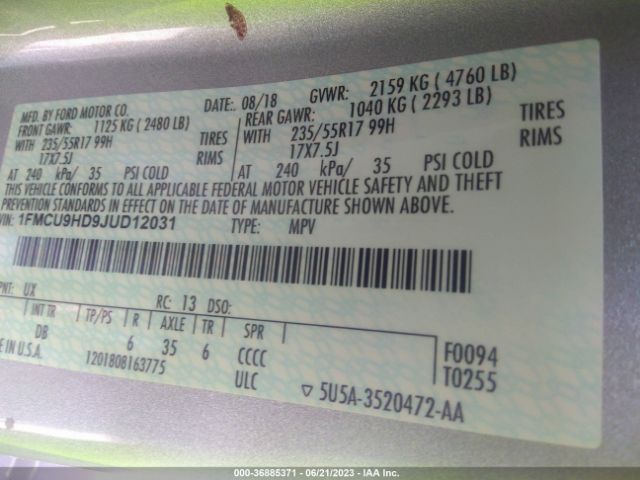 MFD. BY FORD MOTOR CO.
DATE: 08/18
GVWR: 2159 KG ( 4760 LB)
FRONT GAWR: 1125 KG ( 2480 LB)
REAR GAWR: 1040 KG ( 2293 LB)
WITH 235/55R17 99H TIRES
WITH 235/55R17 99H TIRES
17X7.5J RIMS
17X7.5J RIMS
AT 240 kPa/ 35 PSI COLD
AT 240 kPa/ 35 PSI COLD
THIS VEHICLE CONFORMS TO ALL APPLICABLE FEDERAL MOTOR VEHICLE SAFETY AND THEFT
PREVENTION STANDARDS IN EFFECT ON THE DATE OF MANUFACTURE SHOWN ABOVE.
VIN: 1FMCU9HD9JUD12031 TYPE: MPV
PNT: UX RC: 13 DSO:
INT TR TP/PS R AXLE TR SPR
DB 6 35 6 CCCC
E IN U.S.A. 1201808163775 ULC
F0094
T0255
▽ 5U5A-3520472-AA
000-36885371 | 06/21/2023 | IAA Inc.